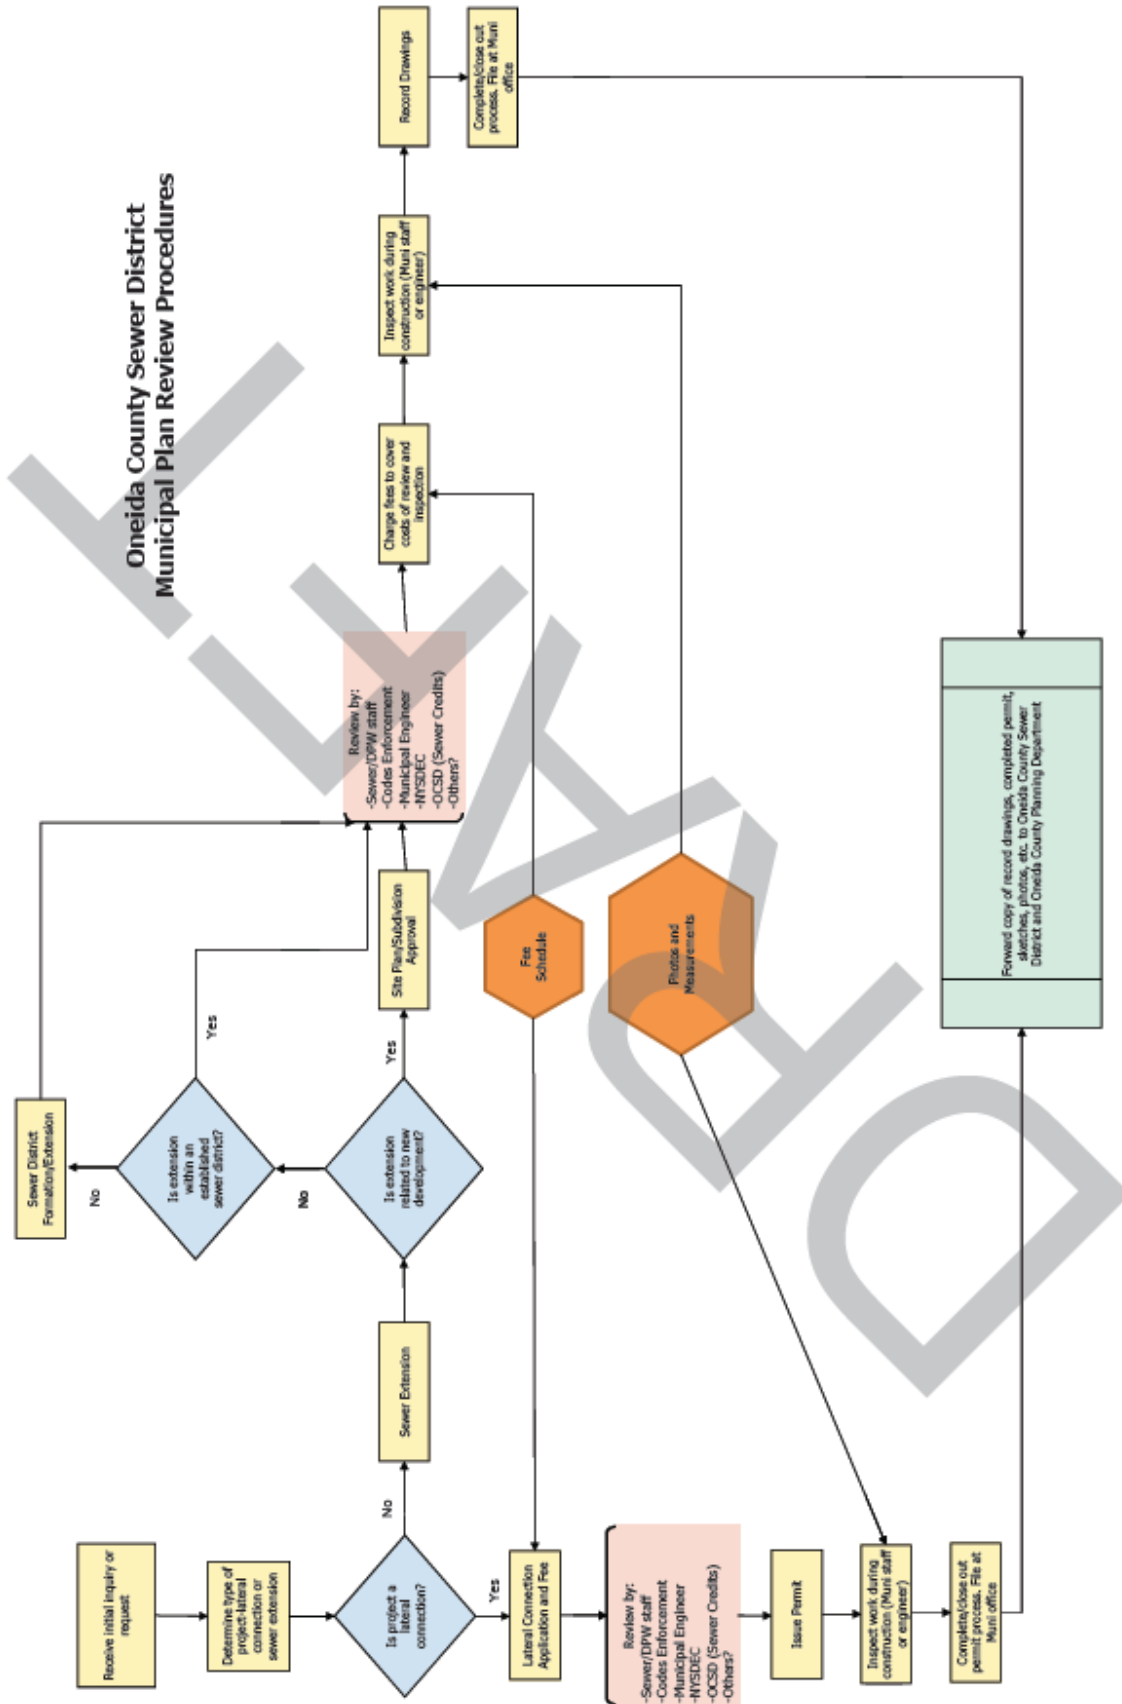 Oneida County Sewer District
Municipal Plan Review Procedures
Receive initial inquiry or
request
Determine type of
project-lateral
connection or
sewer extension
Is project a
lateral
connection?
No
Sewer Extension
Is extension
related to new
development?
No
Is extension
within an
established
sewer district?
No
Sewer District
Formation/Extension
Yes
Yes
Site Plan/Subdivision
Approval
Review by:
-Sewer/DPW staff
-Codes Enforcement
-Municipal Engineer
-NYSDEC
-OCSD (Sewer Credits)
-Others?
Charge fees to cover
costs of review and
inspection
Inspect work during
construction (Muni staff
or engineer)
Record Drawings
Complete/close out
process. File at Muni
office
Yes
Lateral Connection
Application and Fee
Fee
Schedule
Photos and
Measurements
Review by:
-Sewer/DPW staff
-Codes Enforcement
-Municipal Engineer
-NYSDEC
-OCSD (Sewer Credits)
-Others?
Issue Permit
Inspect work during
construction (Muni staff
or engineer)
Complete/close out
permit process. File at
Muni office
Forward copy of record drawings, completed permit,
sketches, photos, etc. to Oneida County Sewer
District and Oneida County Planning Department
DRAFT